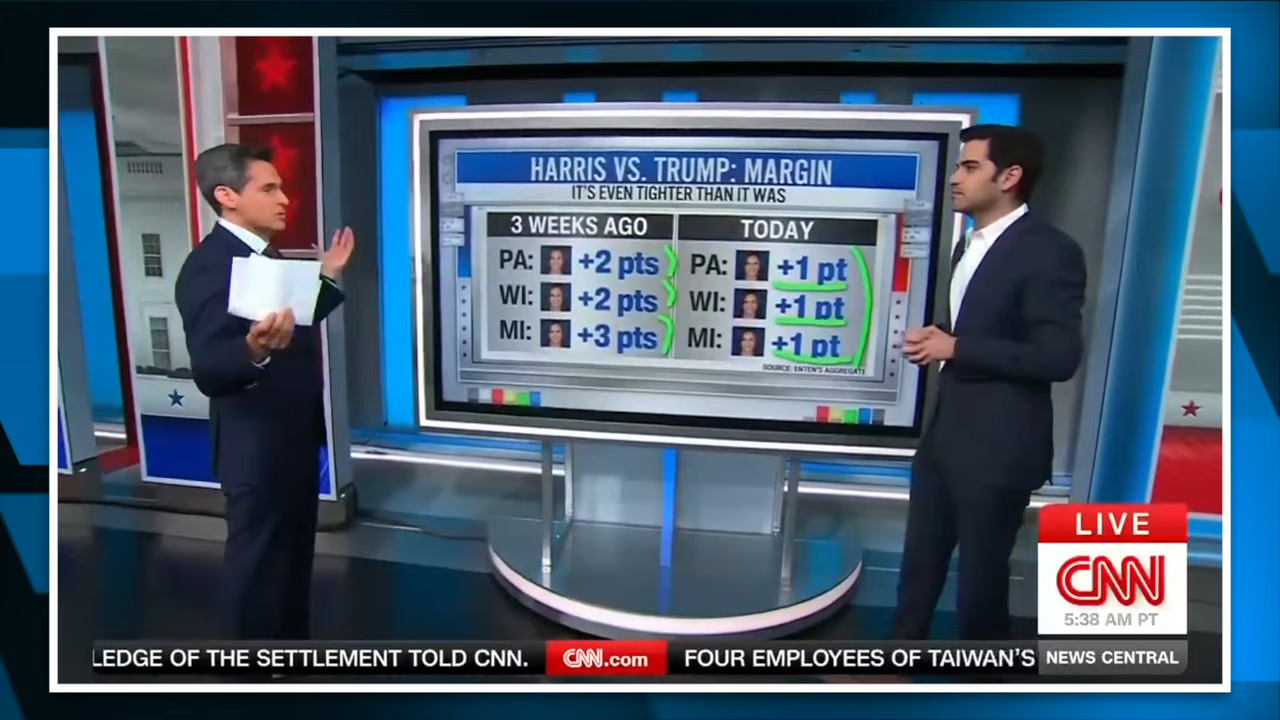 HARRIS VS. TRUMP: MARGIN
IT'S EVEN TIGHTER THAN IT WAS
3 WEEKS AGO
PA: +2 pts
WI: +2 pts
MI: +3 pts
TODAY
PA: +1 pt
WI: +1 pt
MI: +1 pt
SOURCE: ENTEN'S AGGREGATE
LIVE
CNN
5:38 AM PT
LEDGE OF THE SETTLEMENT TOLD CNN. CNN.com FOUR EMPLOYEES OF TAIWAN'S
NEWS CENTRAL